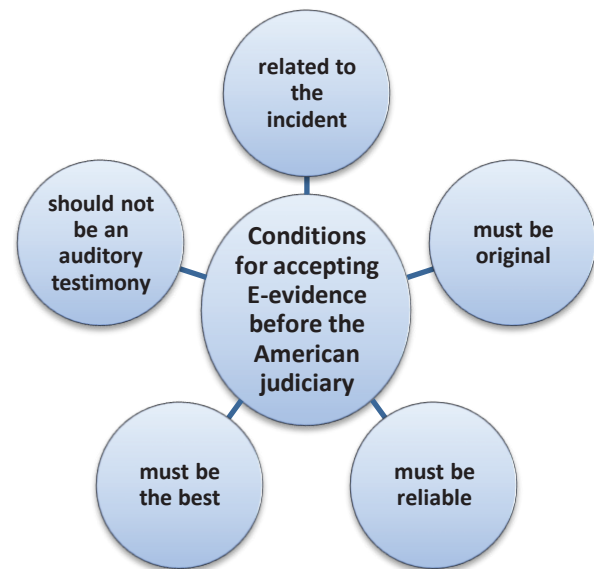 related to
the
incident
should not
be an
auditory
testimony
Conditions
for accepting
E-evidence
before the
American
judiciary
must be
original
must be
the best
must be
reliable